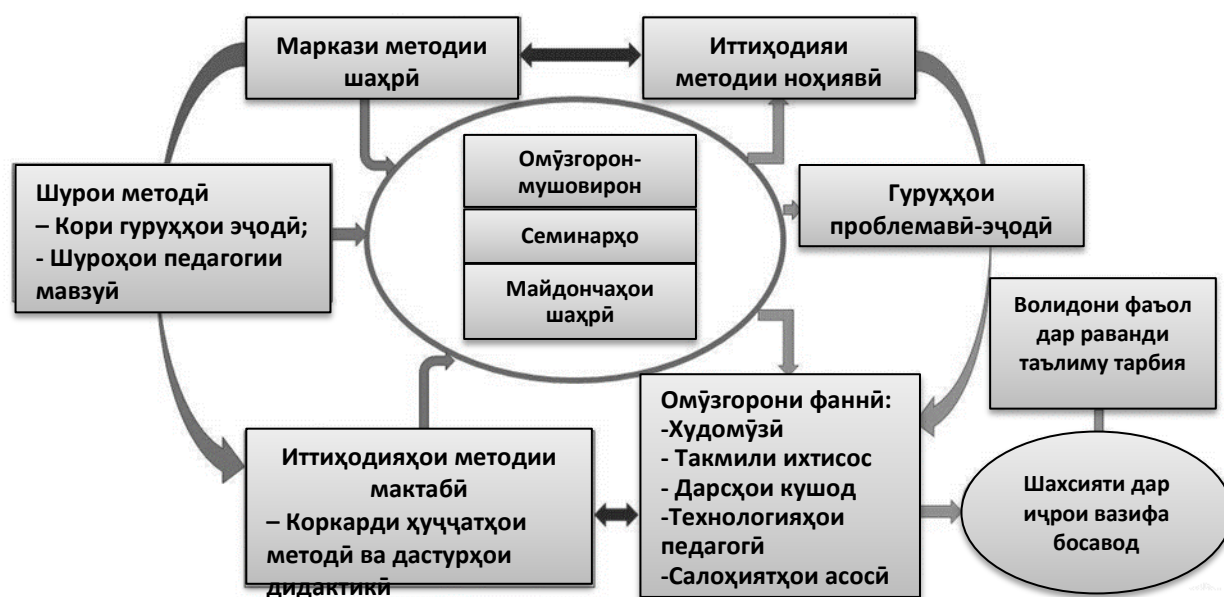 Маркази методии
шаҳрӣ
Иттиҳодияи
методии ноҳиявӣ
Омӯзгорон-
мушовирон
Семинарҳо
Майдончаҳои
шаҳрӣ
Шурои методӣ
– Кори гуруҳҳои эҷодӣ;
- Шуроҳои педагогии
мавзуӣ
Гуруҳҳои
проблемавӣ-эҷодӣ
Волидони фаъол
дар раванди
таълиму тарбия
Иттиҳодияҳои методии
мактабӣ
– Коркарди ҳуҷҷатҳои
методӣ ва дастурҳои
дидактикӣ
Омӯзгорони фаннӣ:
-Худомӯзӣ
- Такмили ихтисос
- Дарсҳои кушод
-Технологияҳои
педагогӣ
-Салоҳиятҳои асосӣ
Шахсияти дар
иҷрои вазифа
босавод